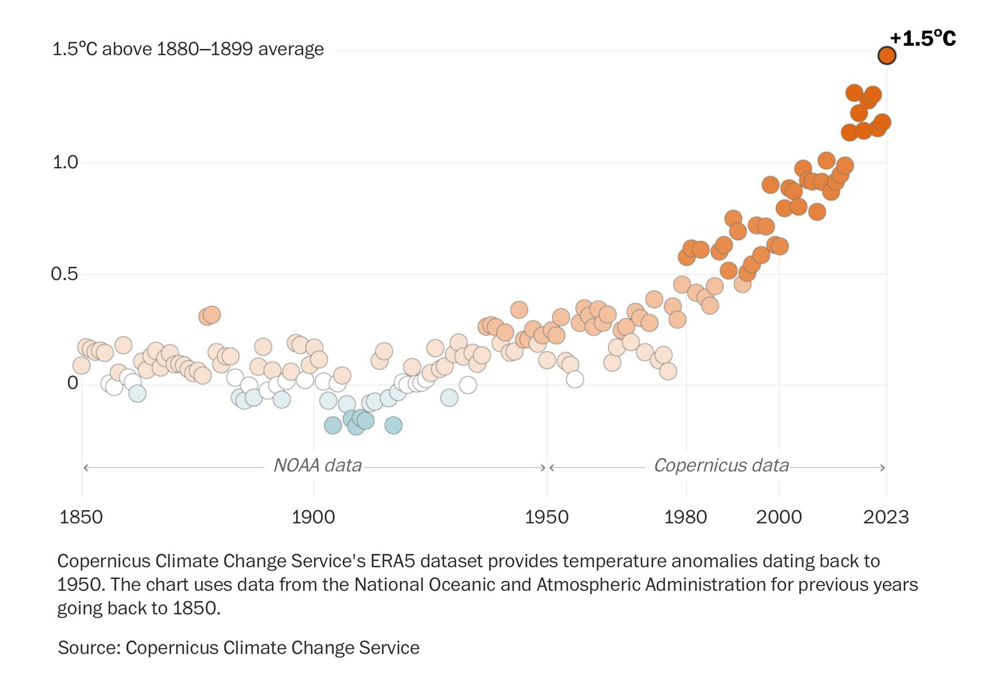 +1.5°C
1.5°C above 1880–1899 average
1.0
0.5
0
NOAA data
Copernicus data
1850
1900
1950
1980
2000
2023
Copernicus Climate Change Service's ERA5 dataset provides temperature anomalies dating back to
1950. The chart uses data from the National Oceanic and Atmospheric Administration for previous years
going back to 1850.
Source: Copernicus Climate Change Service